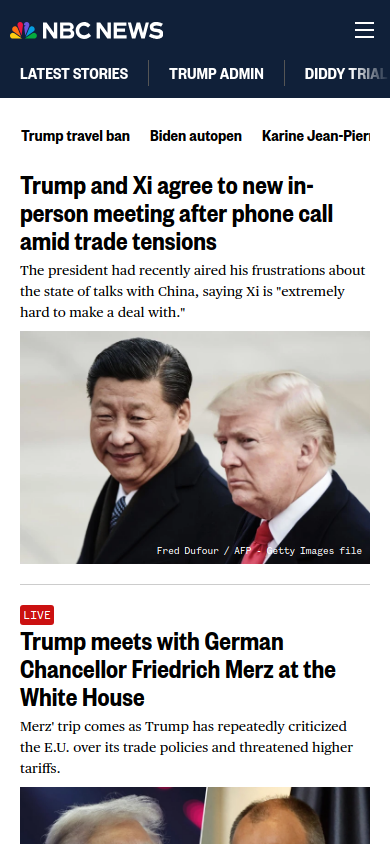 NBC NEWS
LATEST STORIES TRUMP ADMIN DIDDY TRIAL
Trump travel ban Biden autopen Karine Jean-Pierr
Trump and Xi agree to new in-
person meeting after phone call
amid trade tensions
The president had recently aired his frustrations about
the state of talks with China, saying Xi is "extremely
hard to make a deal with."
Fred Dufour / AFP - Getty Images file
LIVE
Trump meets with German
Chancellor Friedrich Merz at the
White House
Merz' trip comes as Trump has repeatedly criticized
the E.U. over its trade policies and threatened higher
tariffs.